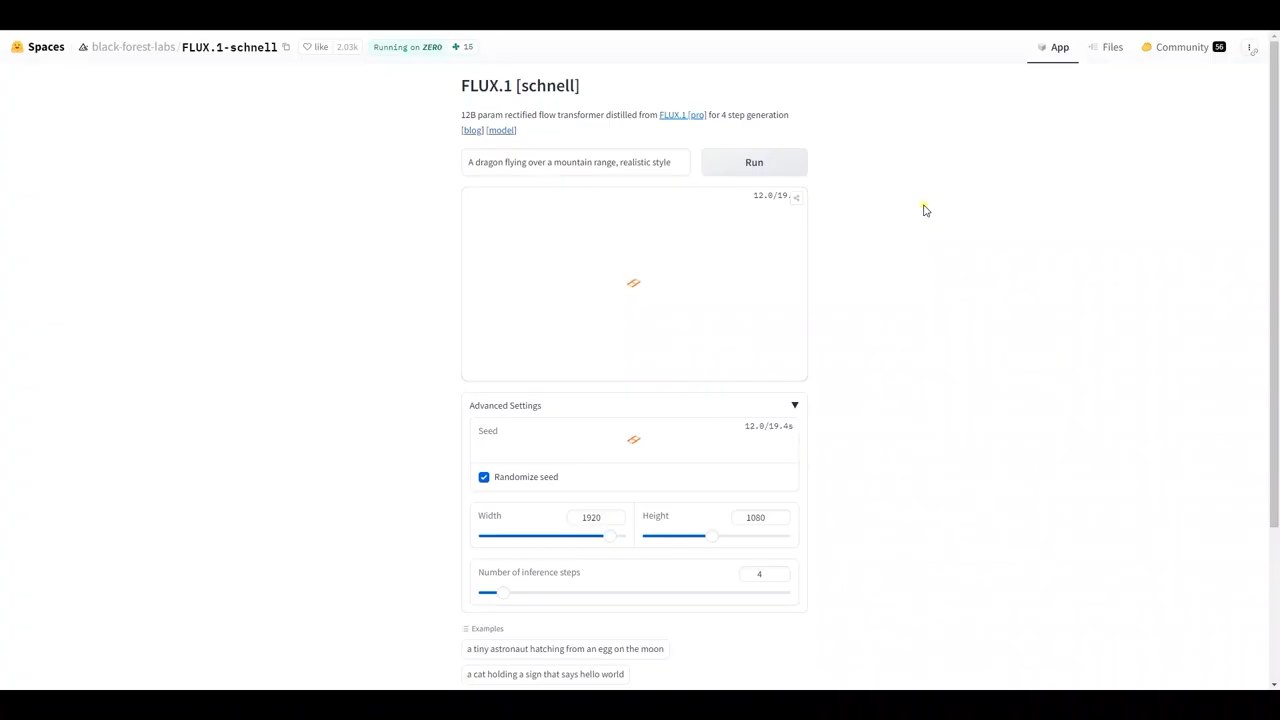 Spaces black-forest-labs/FLUX.1-schnell like 2.03k Running on ZERO 15 App Files Community 56
FLUX.1 [schnell]
12B param rectified flow transformer distilled from FLUX.1 [pro] for 4 step generation
[blog] [model]
A dragon flying over a mountain range, realistic style Run
12.0/19.
Advanced Settings ▼
Seed 12.0/19.4s
Randomize seed
Width 1920 Height 1080
Number of inference steps 4
Examples
a tiny astronaut hatching from an egg on the moon
a cat holding a sign that says hello world